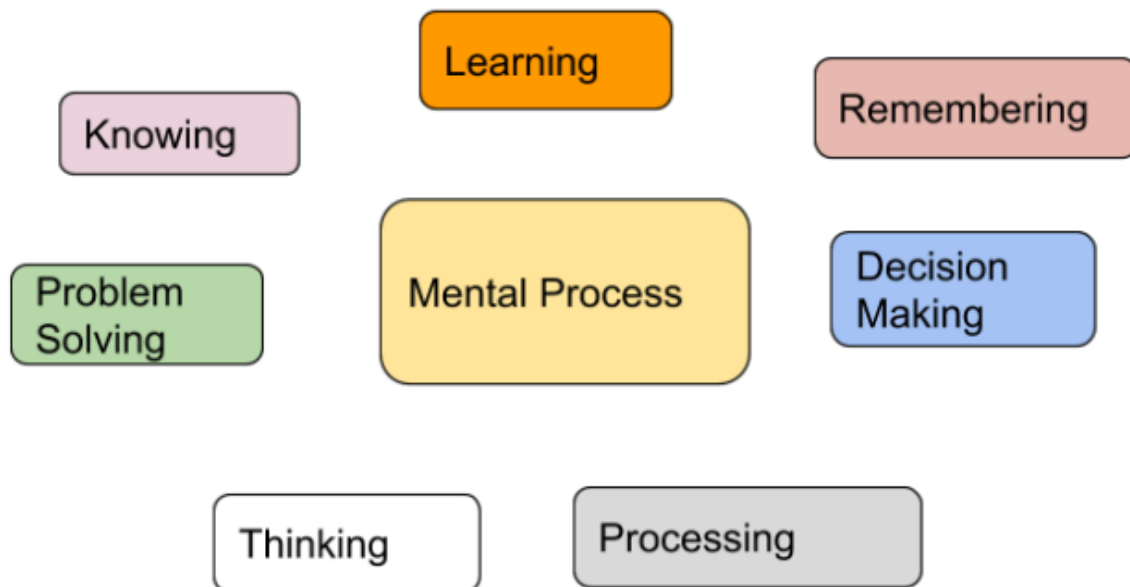 Learning
Remembering
Knowing
Mental Process
Decision
Making
Problem
Solving
Thinking
Processing